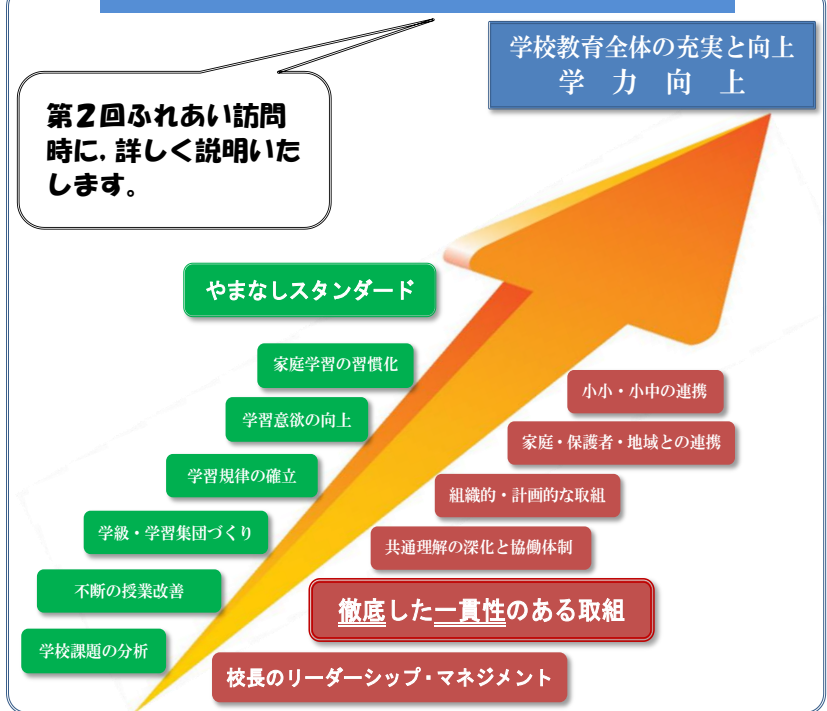 学校教育全体の充実と向上
学 力 向 上
第2回ふれあい訪問
時に,詳しく説明いた
します。
やまなしスタンダード
家庭学習の習慣化
学習意欲の向上
学習規律の確立
学級・学習集団づくり
不断の授業改善
学校課題の分析
小小・小中の連携
家庭・保護者・地域との連携
組織的・計画的な取組
共通理解の深化と協働体制
徹底した一貫性のある取組
校長のリーダーシップ・マネジメント